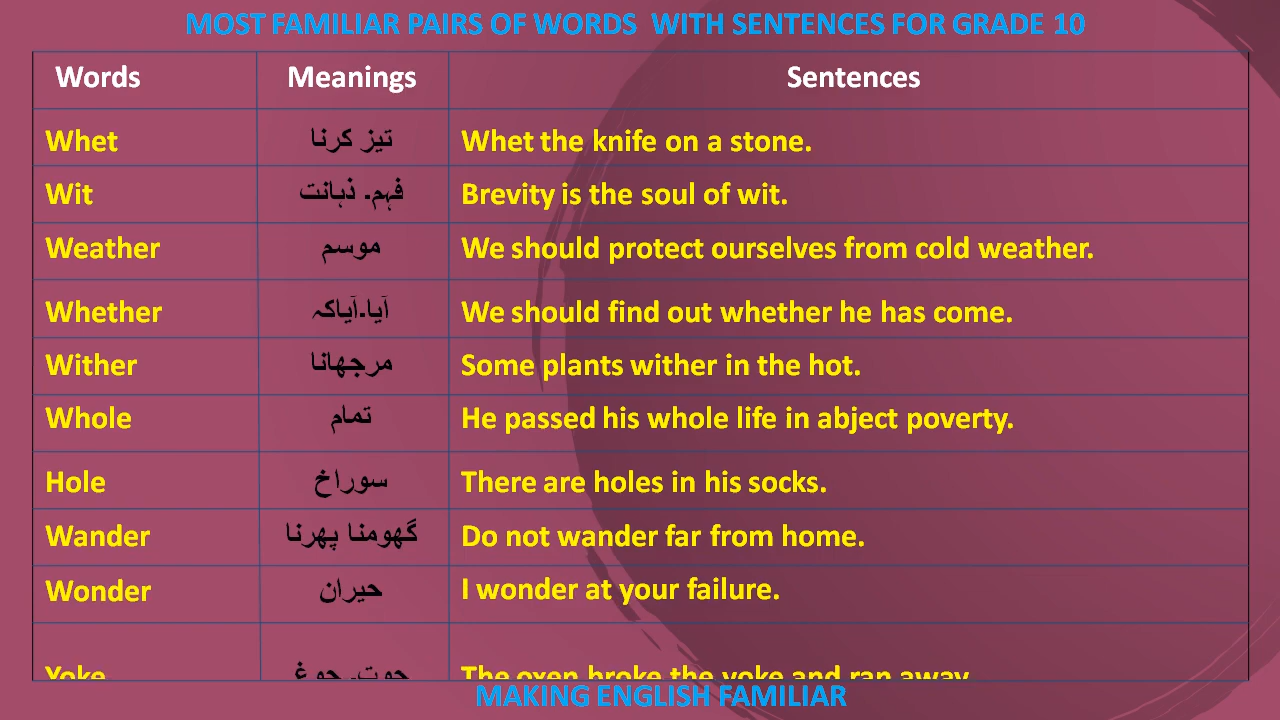 MOST FAMILIAR PAIRS OF WORDS WITH SENTENCES FOR GRADE 10
Words Meanings Sentences
Whet تیز کرنا Whet the knife on a stone.
Wit فہم۔ ذہانت Brevity is the soul of wit.
Weather موسم We should protect ourselves from cold weather.
Whether آیا۔آیاکہ We should find out whether he has come.
Wither مرجھانا Some plants wither in the hot.
Whole تمام He passed his whole life in abject poverty.
Hole سوراخ There are holes in his socks.
Wander گھومنا پھرنا Do not wander far from home.
Wonder حیران I wonder at your failure.
Yoke The oxen broke the yoke and ran away
MAKING ENGLISH FAMILIAR